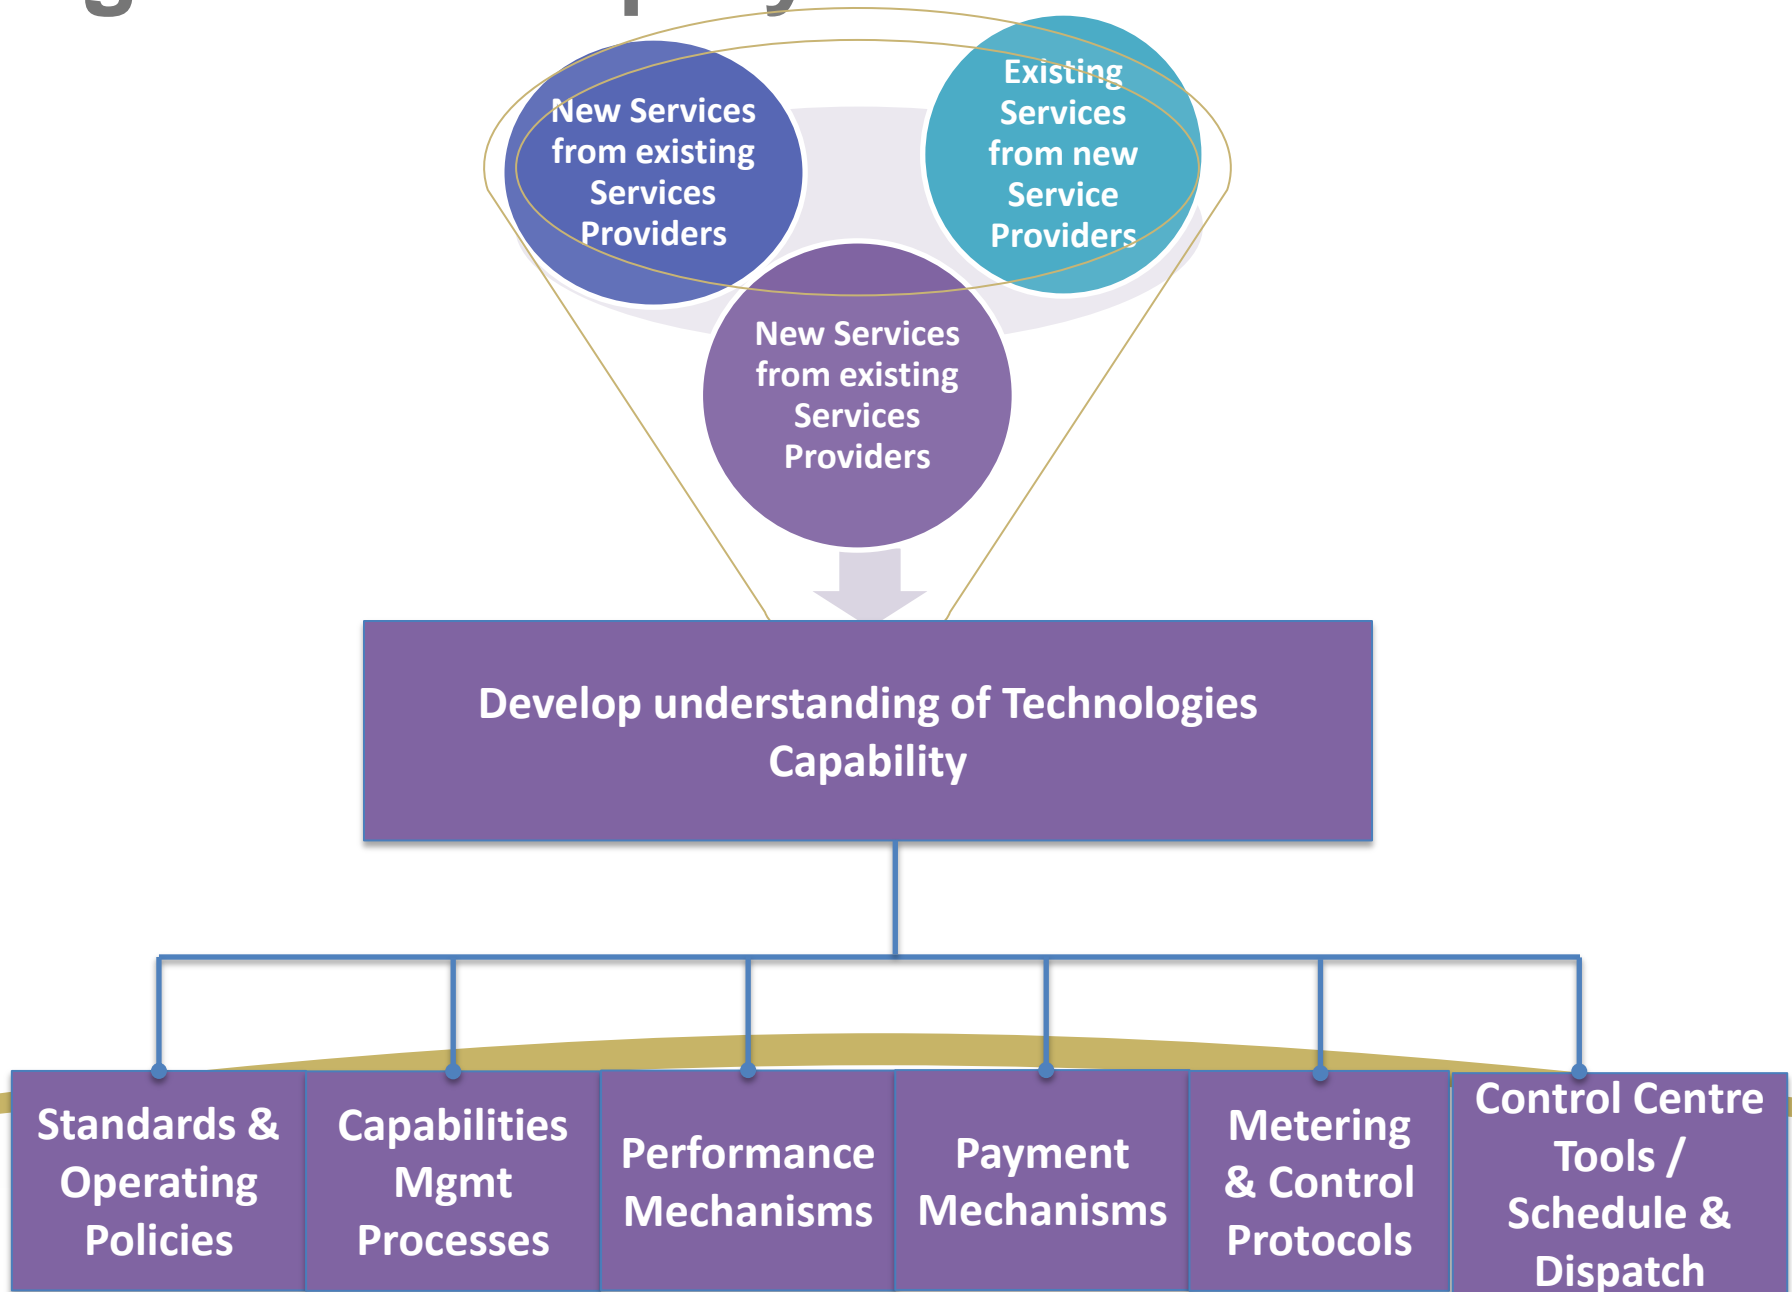 New Services
from existing
Services
Providers
Existing
Services
from new
Service
Providers
New Services
from existing
Services
Providers
Develop understanding of Technologies
Capability
Standards &
Operating
Policies
Capabilities
Mgmt
Processes
Performance
Mechanisms
Payment
Mechanisms
Metering
& Control
Protocols
Control Centre
Tools /
Schedule &
Dispatch